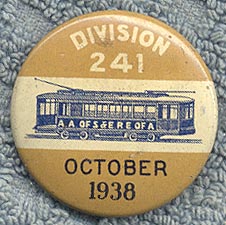 DIVISION
241
A.A. OF S.& E.R.E. OF A.
OCTOBER
1938